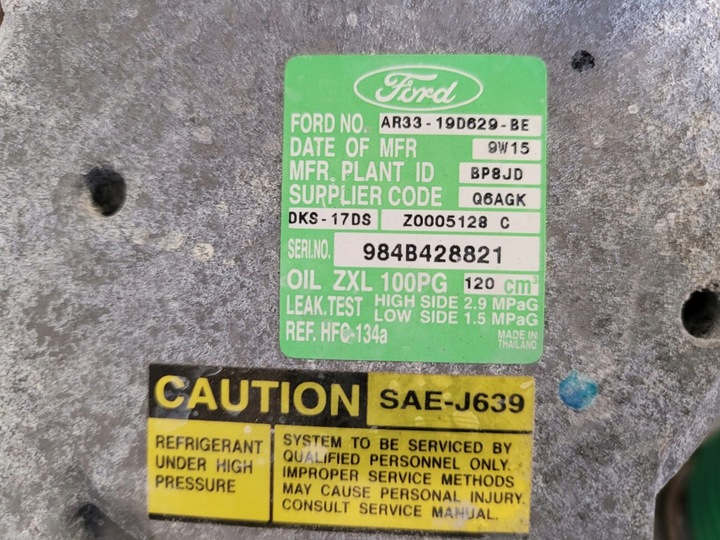 Ford
FORD NO. AR33-19D629-BE
DATE OF MFR 9W15
MFR. PLANT ID BP8JD
SUPPLIER CODE Q6AGK
DKS-17DS Z0005128 C
SERI.NO. 984B428821
OIL ZXL 100PG 120 cm³
LEAK.TEST HIGH SIDE 2.9 MPaG
LOW SIDE 1.5 MPaG
REF. HFC-134a
MADE IN
THAILAND
CAUTION SAE-J639
REFRIGERANT
UNDER HIGH
PRESSURE
SYSTEM TO BE SERVICED BY
QUALIFIED PERSONNEL ONLY.
IMPROPER SERVICE METHODS
MAY CAUSE PERSONAL INJURY.
CONSULT SERVICE MANUAL.